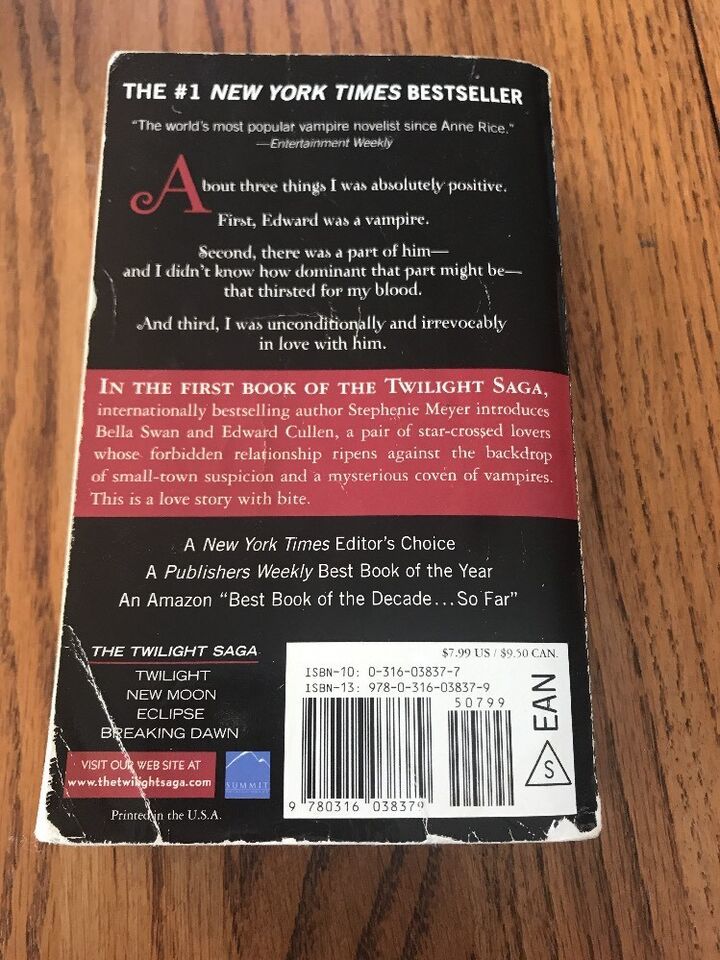 THE #1 NEW YORK TIMES BESTSELLER
"The world's most popular vampire novelist since Anne Rice."
—Entertainment Weekly
About three things I was absolutely positive.
First, Edward was a vampire.
Second, there was a part of him—
and I didn't know how dominant that part might be—
that thirsted for my blood.
And third, I was unconditionally and irrevocably
in love with him.
IN THE FIRST BOOK OF THE TWILIGHT SAGA,
internationally bestselling author Stephenie Meyer introduces
Bella Swan and Edward Cullen, a pair of star-crossed lovers
whose forbidden relationship ripens against the backdrop
of small-town suspicion and a mysterious coven of vampires.
This is a love story with bite.
A New York Times Editor's Choice
A Publishers Weekly Best Book of the Year
An Amazon "Best Book of the Decade...So Far"
THE TWILIGHT SAGA
TWILIGHT
NEW MOON
ECLIPSE
BREAKING DAWN
VISIT OUR WEB SITE AT
www.thetwilightsaga.com
SUMMIT
Printed in the U.S.A.
$7.99 US / $9.50 CAN.
ISBN-10: 0-316-03837-7
ISBN-13: 978-0-316-03837-9
50799
9 780316 038379
EAN
S